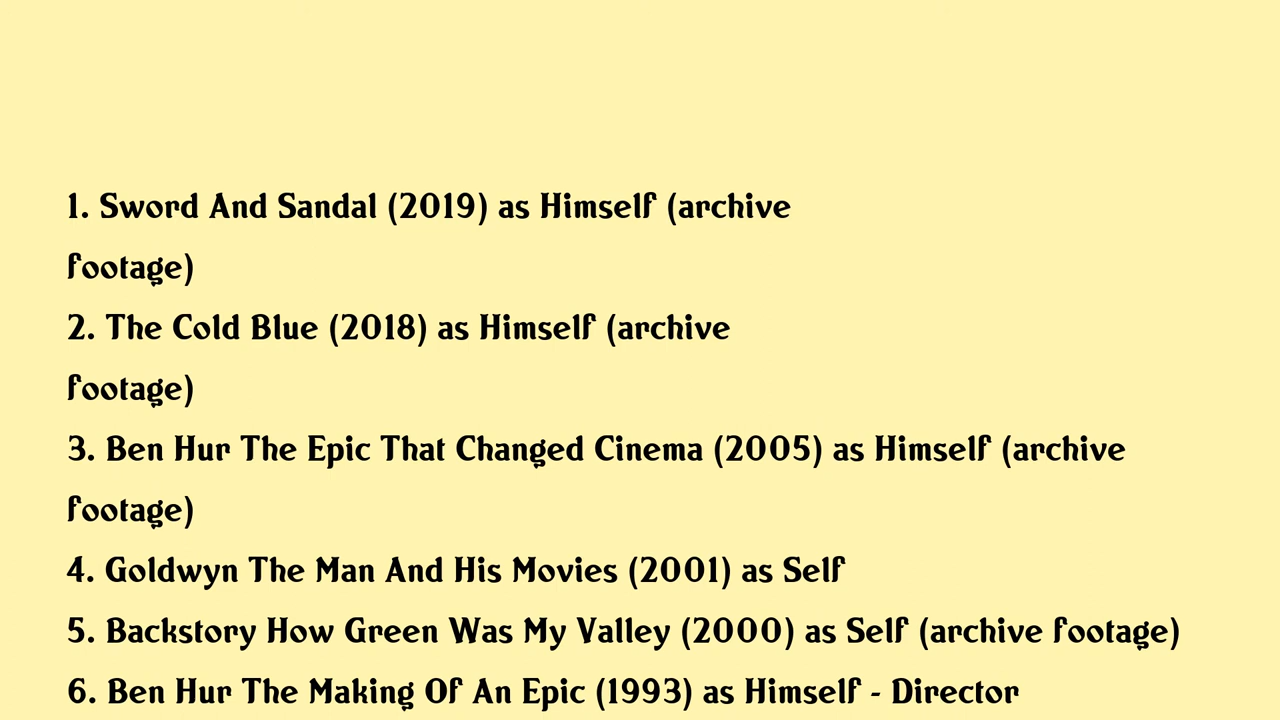 1. Sword And Sandal (2019) as Himself (archive
footage)
2. The Cold Blue (2018) as Himself (archive
footage)
3. Ben Hur The Epic That Changed Cinema (2005) as Himself (archive
footage)
4. Goldwyn The Man And His Movies (2001) as Self
5. Backstory How Green Was My Valley (2000) as Self (archive footage)
6. Ben Hur The Making Of An Epic (1993) as Himself - Director